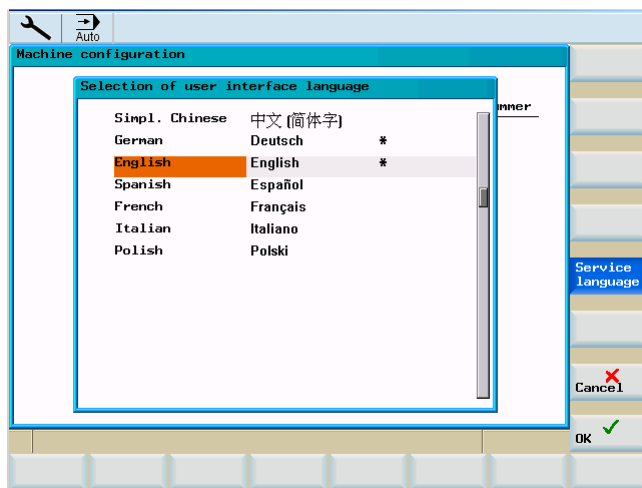 Auto
Machine configuration
Selection of user interface language
Simpl. Chinese 中文 (简体字)
German Deutsch *
English English *
Spanish Español
French Français
Italian Italiano
Polish Polski
Service
language
Cancel
OK